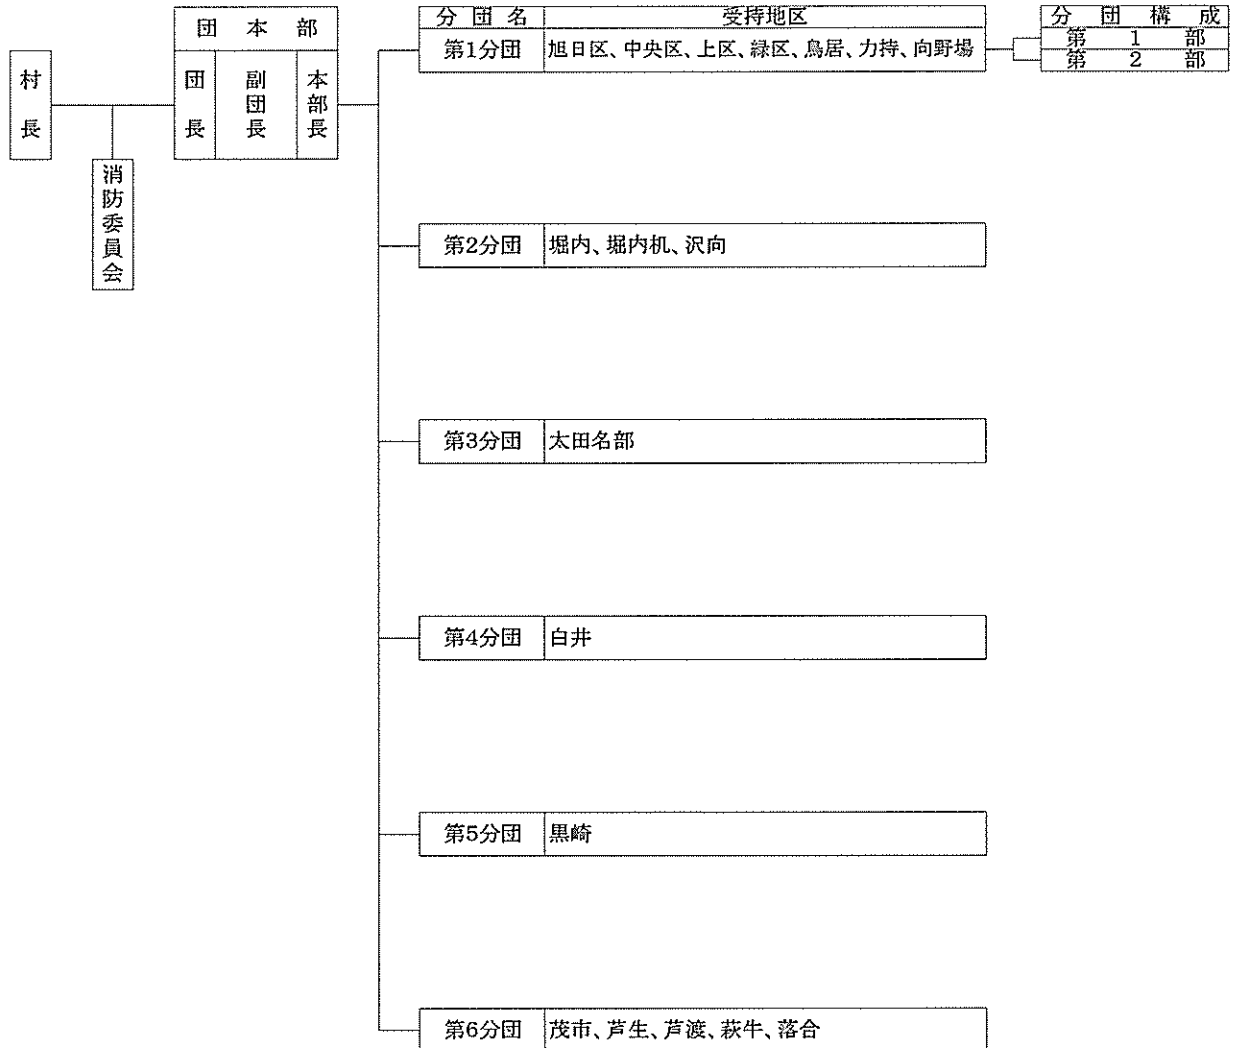 村長
消防委員会
団本部
団長
副団長
本部長
分団名 受持地区 分団構成
第1分団 旭日区、中央区、上区、緑区、鳥居、力持、向野場
第1部
第2部
第2分団 堀内、堀内机、沢向
第3分団 太田名部
第4分団 白井
第5分団 黒崎
第6分団 茂市、芦生、芦渡、萩牛、落合